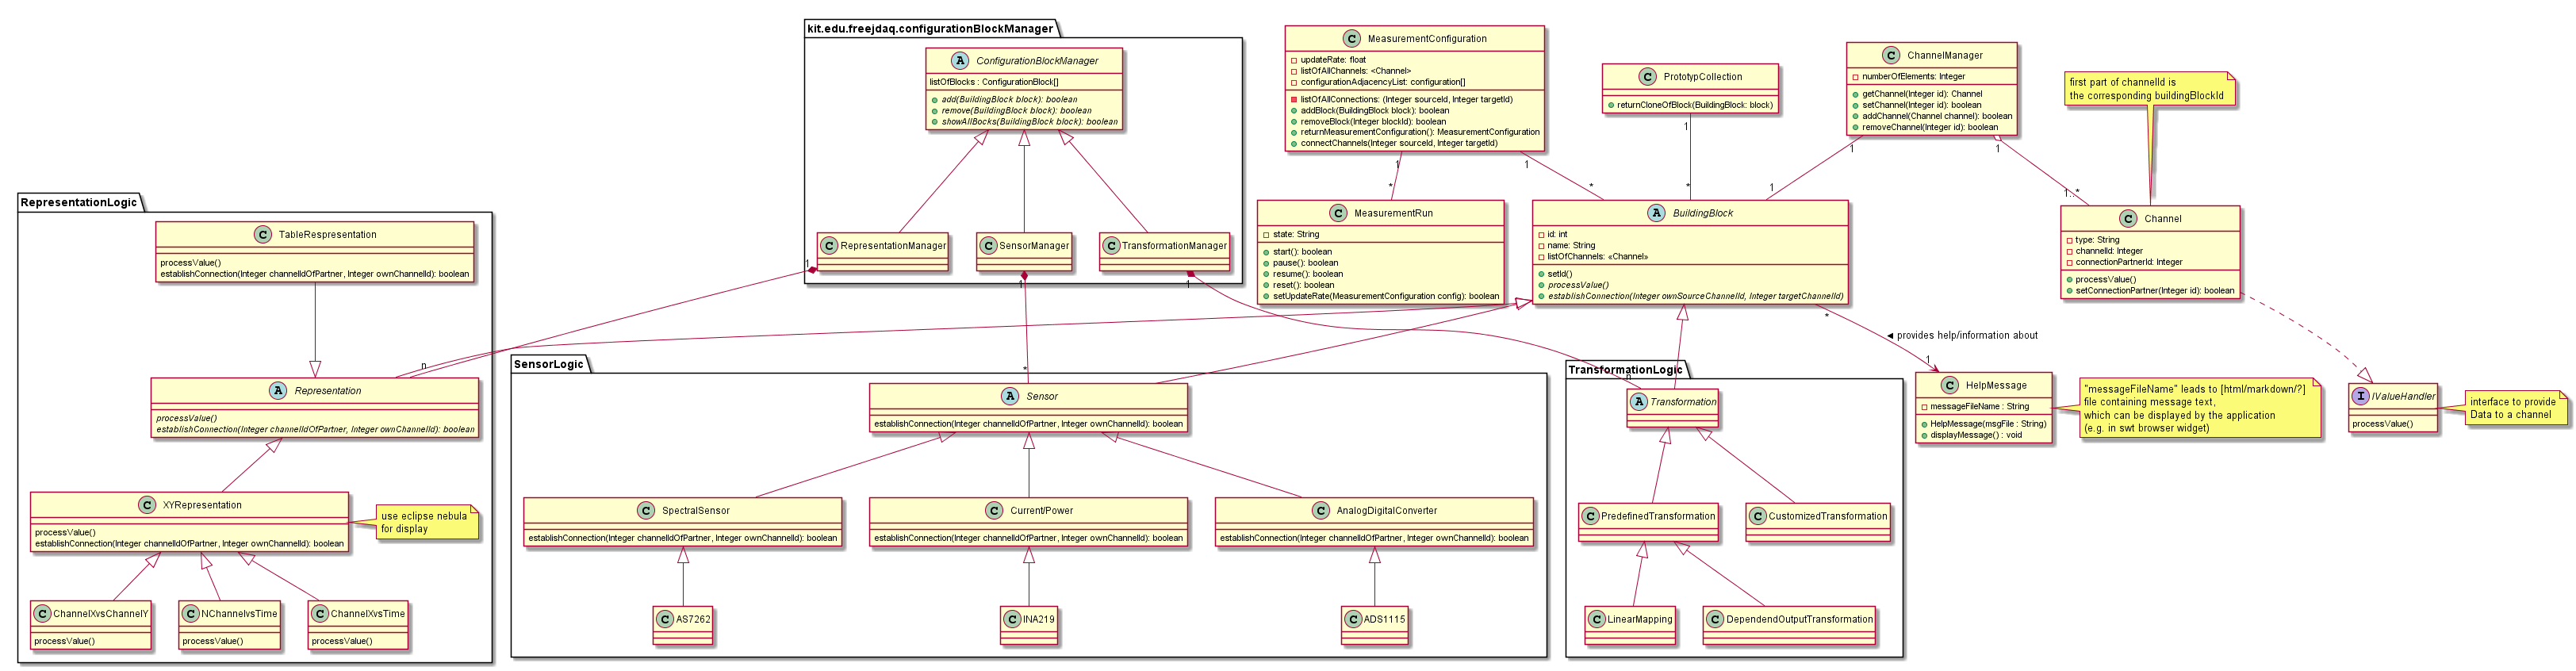 kit.edu.freejdaq.configurationBlockManager
A ConfigurationBlockManager
listOfBlocks : ConfigurationBlock[]
add(BuildingBlock block): boolean
remove(BuildingBlock block): boolean
showAllBocks(BuildingBlock block): boolean
C RepresentationManager
C SensorManager
C TransformationManager
C MeasurementConfiguration
updateRate: float
listOfAllChannels: <Channel>
configurationAdjacencyList: configuration[]
listOfAllConnections: (Integer sourceId, Integer targetId)
addBlock(BuildingBlock block): boolean
removeBlock(Integer blockId): boolean
returnMeasurementConfiguration(): MeasurementConfiguration
connectChannels(Integer sourceId, Integer targetId)
C PrototypCollection
returnCloneOfBlock(BuildingBlock: block)
C ChannelManager
numberOfElements: Integer
getChannel(Integer id): Channel
setChannel(Integer id): boolean
addChannel(Channel channel): boolean
removeChannel(Integer id): boolean
first part of channelId is
the corresponding buildingBlockId
1
*
1
*
1
*
1
1
1
1..*
C MeasurementRun
state: String
start(): boolean
pause(): boolean
resume(): boolean
reset(): boolean
setUpdateRate(MeasurementConfiguration config): boolean
A BuildingBlock
id: int
name: String
listOfChannels: <<Channel>>
setId()
processValue()
establishConnection(Integer ownSourceChannelId, Integer targetChannelId)
C Channel
type: String
channelId: Integer
connectionPartnerId: Integer
processValue()
setConnectionPartner(Integer id): boolean
RepresentationLogic
C TableRespresentation
processValue()
establishConnection(Integer channelIdOfPartner, Integer ownChannelId): boolean
1
n
1
*
1
n
A Representation
processValue()
establishConnection(Integer channelIdOfPartner, Integer ownChannelId): boolean
C XYRepresentation
processValue()
establishConnection(Integer channelIdOfPartner, Integer ownChannelId): boolean
use eclipse nebula
for display
C ChannelXvsChannelY
processValue()
C NChannelvsTime
processValue()
C ChannelXvsTime
processValue()
SensorLogic
A Sensor
establishConnection(Integer channelIdOfPartner, Integer ownChannelId): boolean
C SpectralSensor
establishConnection(Integer channelIdOfPartner, Integer ownChannelId): boolean
C Current/Power
establishConnection(Integer channelIdOfPartner, Integer ownChannelId): boolean
C AnalogDigitalConverter
establishConnection(Integer channelIdOfPartner, Integer ownChannelId): boolean
C AS7262
C INA219
C ADS1115
TransformationLogic
A Transformation
C PredefinedTransformation
C CustomizedTransformation
C LinearMapping
C DependendOutputTransformation
*
◄ provides help/information about
1
C HelpMessage
messageFileName : String
HelpMessage(msgFile : String)
displayMessage() : void
"messageFileName" leads to [html/markdown/?]
file containing message text,
which can be displayed by the application
(e.g. in swt browser widget)
I IValueHandler
processValue()
interface to provide
Data to a channel